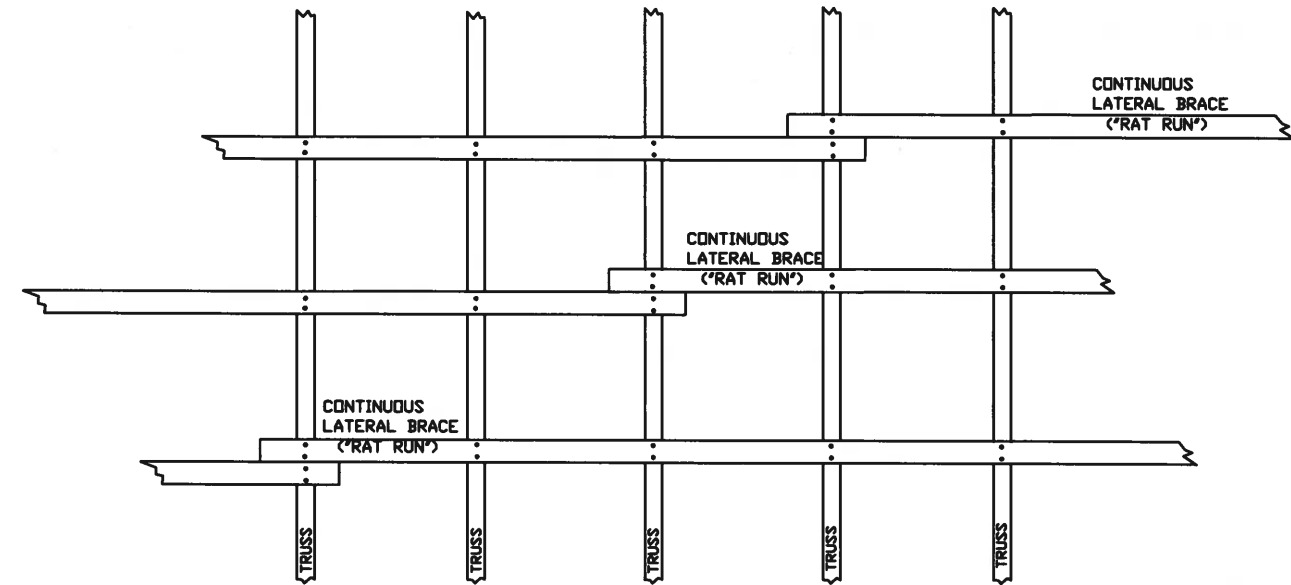 CONTINUOUS
LATERAL BRACE
("RAT RUN")
CONTINUOUS
LATERAL BRACE
("RAT RUN")
CONTINUOUS
LATERAL BRACE
("RAT RUN")
TRUSS
TRUSS
TRUSS
TRUSS
TRUSS